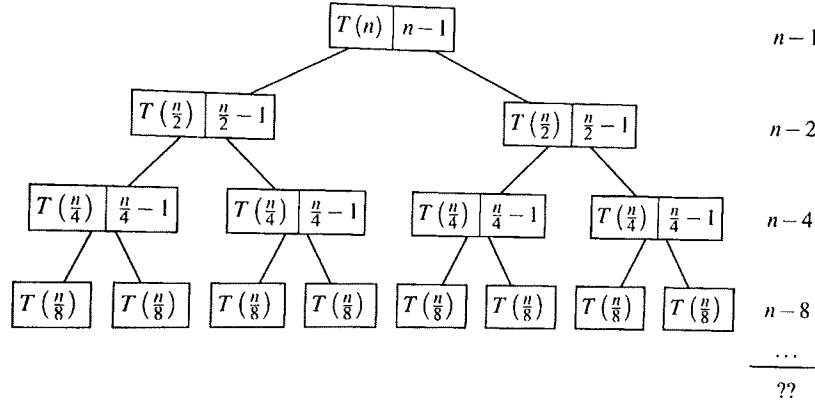 T(n) n − 1 n − 1
T(n/2) n/2 − 1 T(n/2) n/2 − 1 n − 2
T(n/4) n/4 − 1 T(n/4) n/4 − 1 T(n/4) n/4 − 1 T(n/4) n/4 − 1 n − 4
T(n/8) T(n/8) T(n/8) T(n/8) T(n/8) T(n/8) T(n/8) T(n/8) n − 8
...
??